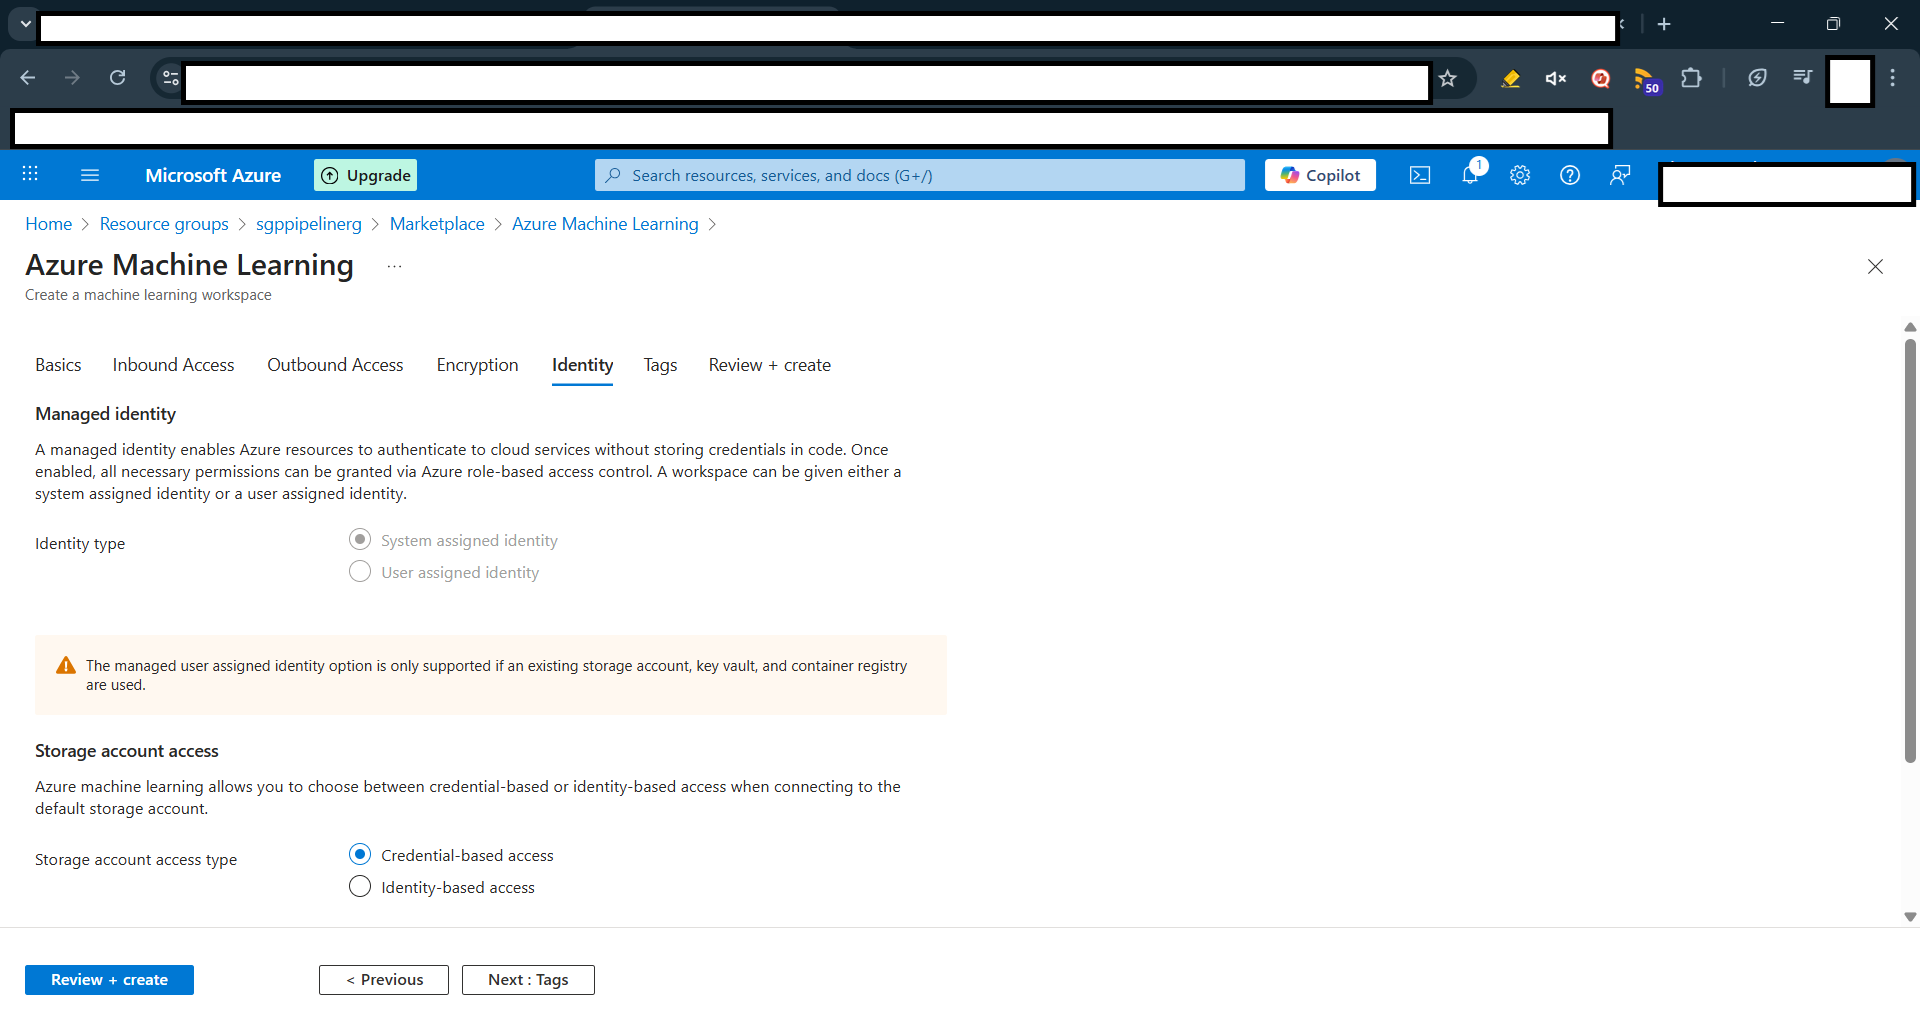 50
Microsoft Azure
Upgrade
Search resources, services, and docs (G+/)
Copilot
1
Home > Resource groups > sgppipelinerg > Marketplace > Azure Machine Learning >
Azure Machine Learning ...
Create a machine learning workspace
Basics Inbound Access Outbound Access Encryption Identity Tags Review + create
Managed identity
A managed identity enables Azure resources to authenticate to cloud services without storing credentials in code. Once
enabled, all necessary permissions can be granted via Azure role-based access control. A workspace can be given either a
system assigned identity or a user assigned identity.
Identity type
System assigned identity
User assigned identity
The managed user assigned identity option is only supported if an existing storage account, key vault, and container registry
are used.
Storage account access
Azure machine learning allows you to choose between credential-based or identity-based access when connecting to the
default storage account.
Storage account access type
Credential-based access
Identity-based access
Review + create
< Previous
Next : Tags